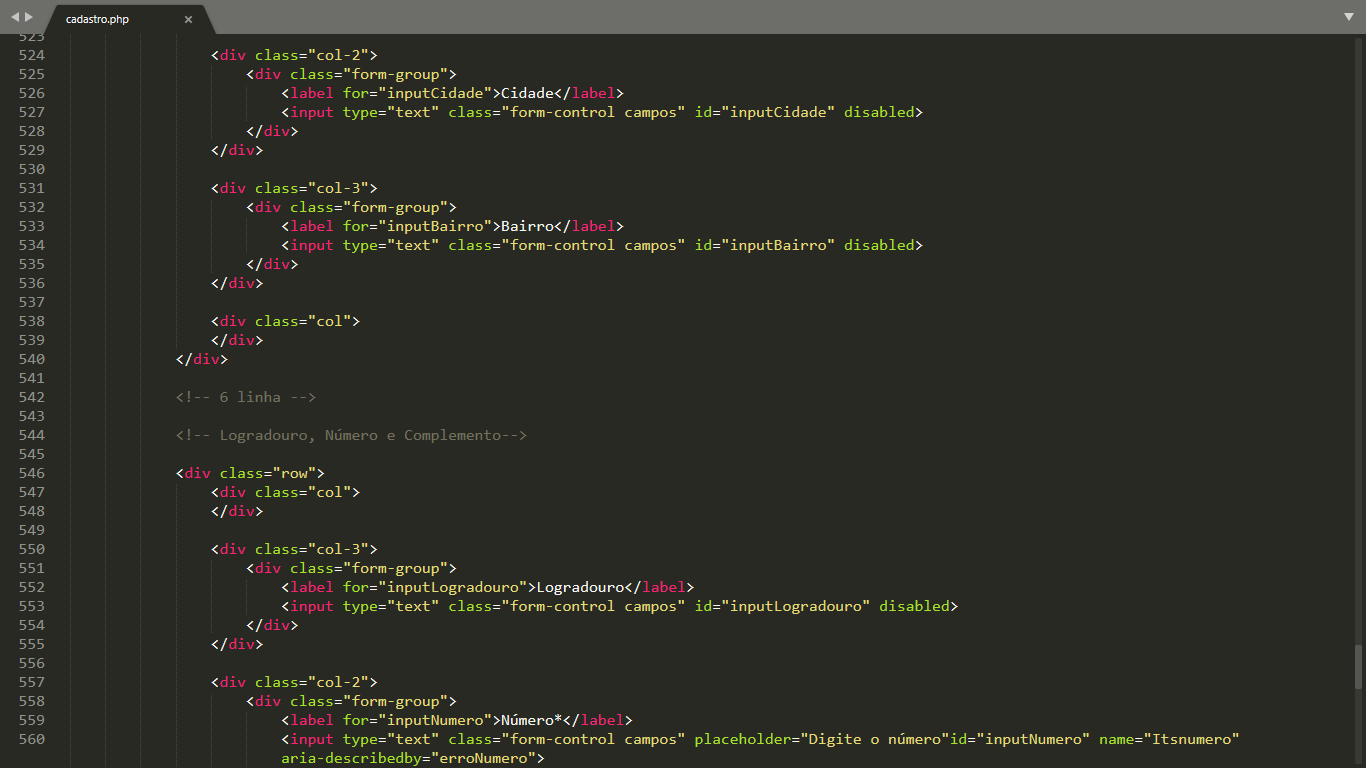 cadastro.php ×
523
524 <div class="col-2">
525 <div class="form-group">
526 <label for="inputCidade">Cidade</label>
527 <input type="text" class="form-control campos" id="inputCidade" disabled>
528 </div>
529 </div>
530
531 <div class="col-3">
532 <div class="form-group">
533 <label for="inputBairro">Bairro</label>
534 <input type="text" class="form-control campos" id="inputBairro" disabled>
535 </div>
536 </div>
537
538 <div class="col">
539 </div>
540 </div>
541
542 <!-- 6 linha -->
543
544 <!-- Logradouro, Número e Complemento-->
545
546 <div class="row">
547 <div class="col">
548 </div>
549
550 <div class="col-3">
551 <div class="form-group">
552 <label for="inputLogradouro">Logradouro</label>
553 <input type="text" class="form-control campos" id="inputLogradouro" disabled>
554 </div>
555 </div>
556
557 <div class="col-2">
558 <div class="form-group">
559 <label for="inputNumero">Número*</label>
560 <input type="text" class="form-control campos" placeholder="Digite o número"id="inputNumero" name="Itsnumero"
aria-describedby="erroNumero">